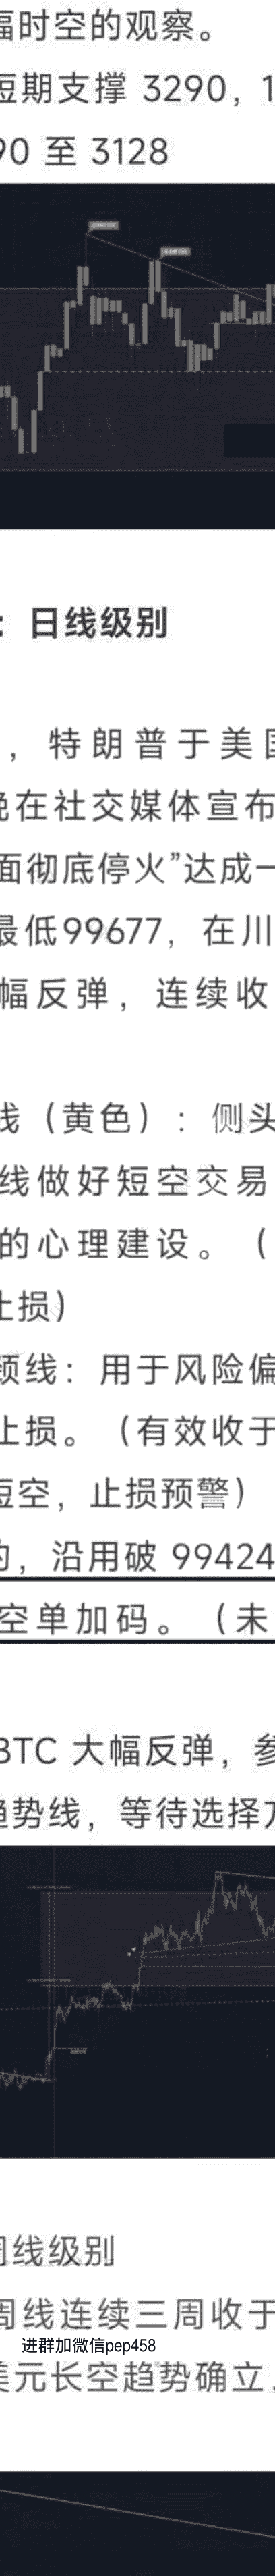 幅时空的观察。
短期支撑 3290，1
90 至 3128
：日线级别
，特朗普于美国
晚在社交媒体宣布
面彻底停火”达成一
最低99677，在川
幅反弹，连续收
线（黄色）：侧头
线做好短空交易
的心理建设。（
止损）
颈线：用于风险偏
止损。（有效收于
短空，止损预警）
，沿用破 99424
空单加码。（未
BTC 大幅反弹，参
趋势线，等待选择方
周线级别
周线连续三周收于
进群加微信pep458
美元长空趋势确立，